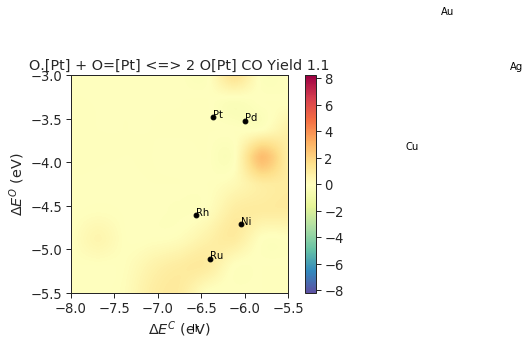 Au
O.[Pt] + O=[Pt] <=> 2 O[Pt] CO Yield 1.1
Ag
−3.0
−3.5
−4.0
−4.5
−5.0
−5.5
ΔE^O (eV)
Pt
Pd
Cu
Rh
Ni
Ru
8
6
4
2
0
−2
−4
−6
−8
−8.0 −7.5 −7.0 −6.5 −6.0 −5.5
ΔE^C (eV)
Ir